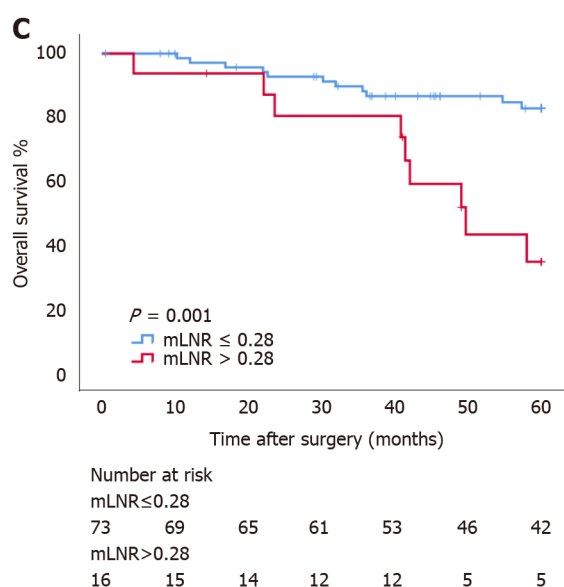 C
100
80
60
40
20
0
Overall survival %
P = 0.001
mLNR ≤ 0.28
mLNR > 0.28
0 10 20 30 40 50 60
Time after surgery (months)
Number at risk
mLNR≤0.28
73 69 65 61 53 46 42
mLNR>0.28
16 15 14 12 12 5 5